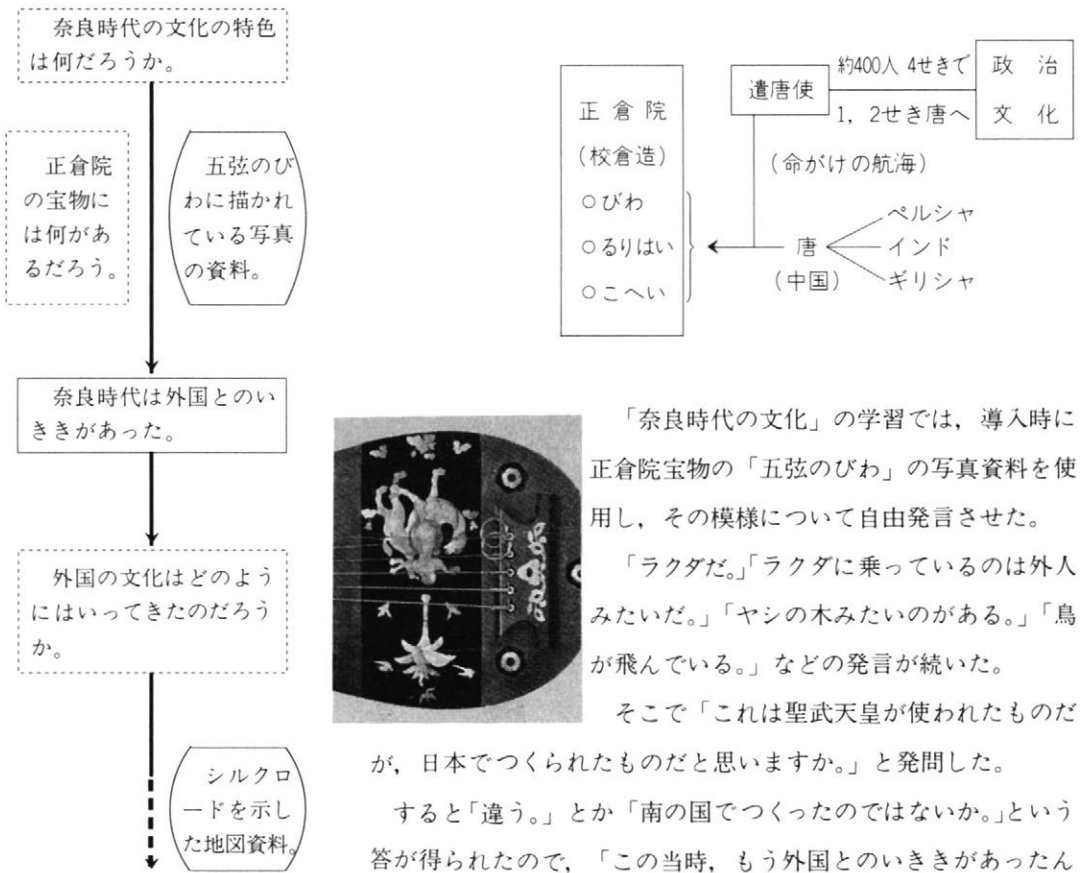 奈良時代の文化の特色
は何だろうか。
正倉院
の宝物に
は何があ
るだろう。
五弦のび
わに描かれ
ている写真
の資料。
奈良時代は外国とのい
ききがあった。
外国の文化はどのよう
にはいってきたのだろう
か。
シルクロ
ードを示し
た地図資料。
正倉院
(校倉造)
○びわ
○るりはい
○こへい
遣唐使
約400人 4せきで
1,2せき唐へ
政治
文化
(命がけの航海)
唐
(中国)
ペルシャ
インド
ギリシャ
「奈良時代の文化」の学習では,導入時に
正倉院宝物の「五弦のびわ」の写真資料を使
用し,その模様について自由発言させた。
「ラクダだ。」「ラクダに乗っているのは外人
みたいだ。」「ヤシの木みたいのがある。」「鳥
が飛んでいる。」などの発言が続いた。
そこで「これは聖武天皇が使われたものだ
が,日本でつくられたものだと思いますか。」と発問した。
すると「違う。」とか「南の国でつくったのではないか。」という
答が得られたので,「この当時,もう外国とのいききがあったん